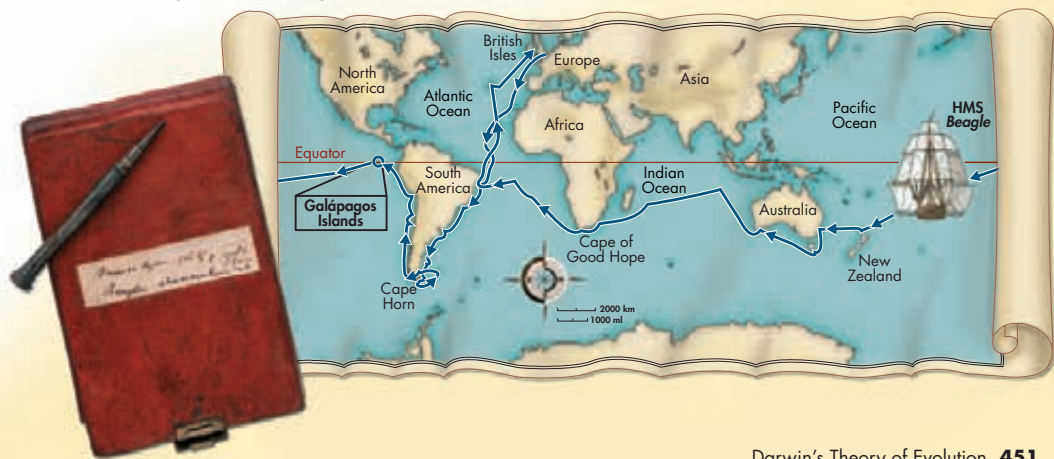 British
Isles
Europe
North
America
Asia
Atlantic
Ocean
Pacific
Ocean
HMS
Beagle
Africa
Equator
South
America
Indian
Ocean
Galápagos
Islands
Australia
Cape of
Good Hope
New
Zealand
Cape
Horn
2000 km
1000 ml
Darwin's Theory of Evolution 451